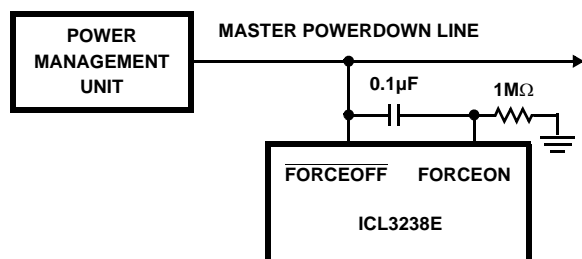 POWER
MANAGEMENT
UNIT
MASTER POWERDOWN LINE
0.1µF
1MΩ
FORCEOFF FORCEON
ICL3238E